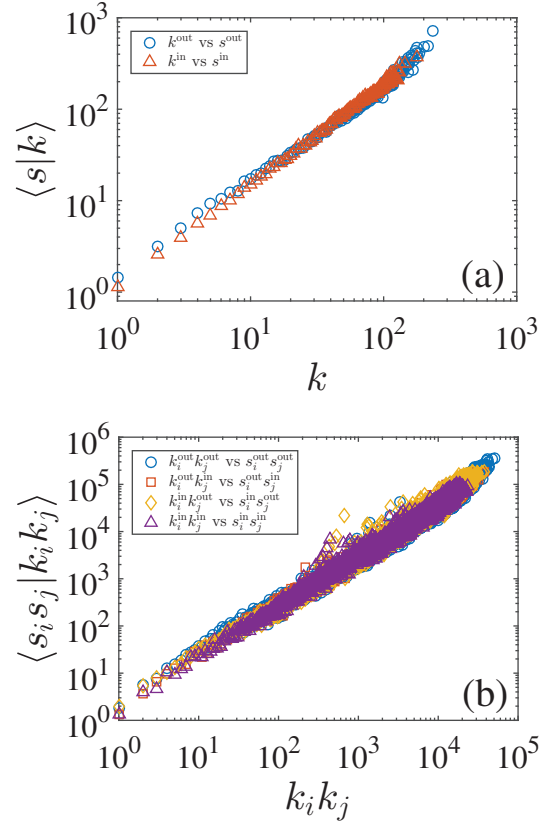 10^3
10^2
10^1
10^0
⟨s|k⟩
k^out vs s^out
k^in vs s^in
(a)
10^0 10^1 10^2 10^3
k
10^6
10^5
10^4
10^3
10^2
10^1
10^0
⟨s_i s_j|k_i k_j⟩
k_i^out k_j^out vs s_i^out s_j^out
k_i^out k_j^in vs s_i^out s_j^in
k_i^in k_j^out vs s_i^in s_j^out
k_i^in k_j^in vs s_i^in s_j^in
(b)
10^0 10^1 10^2 10^3 10^4 10^5
k_i k_j